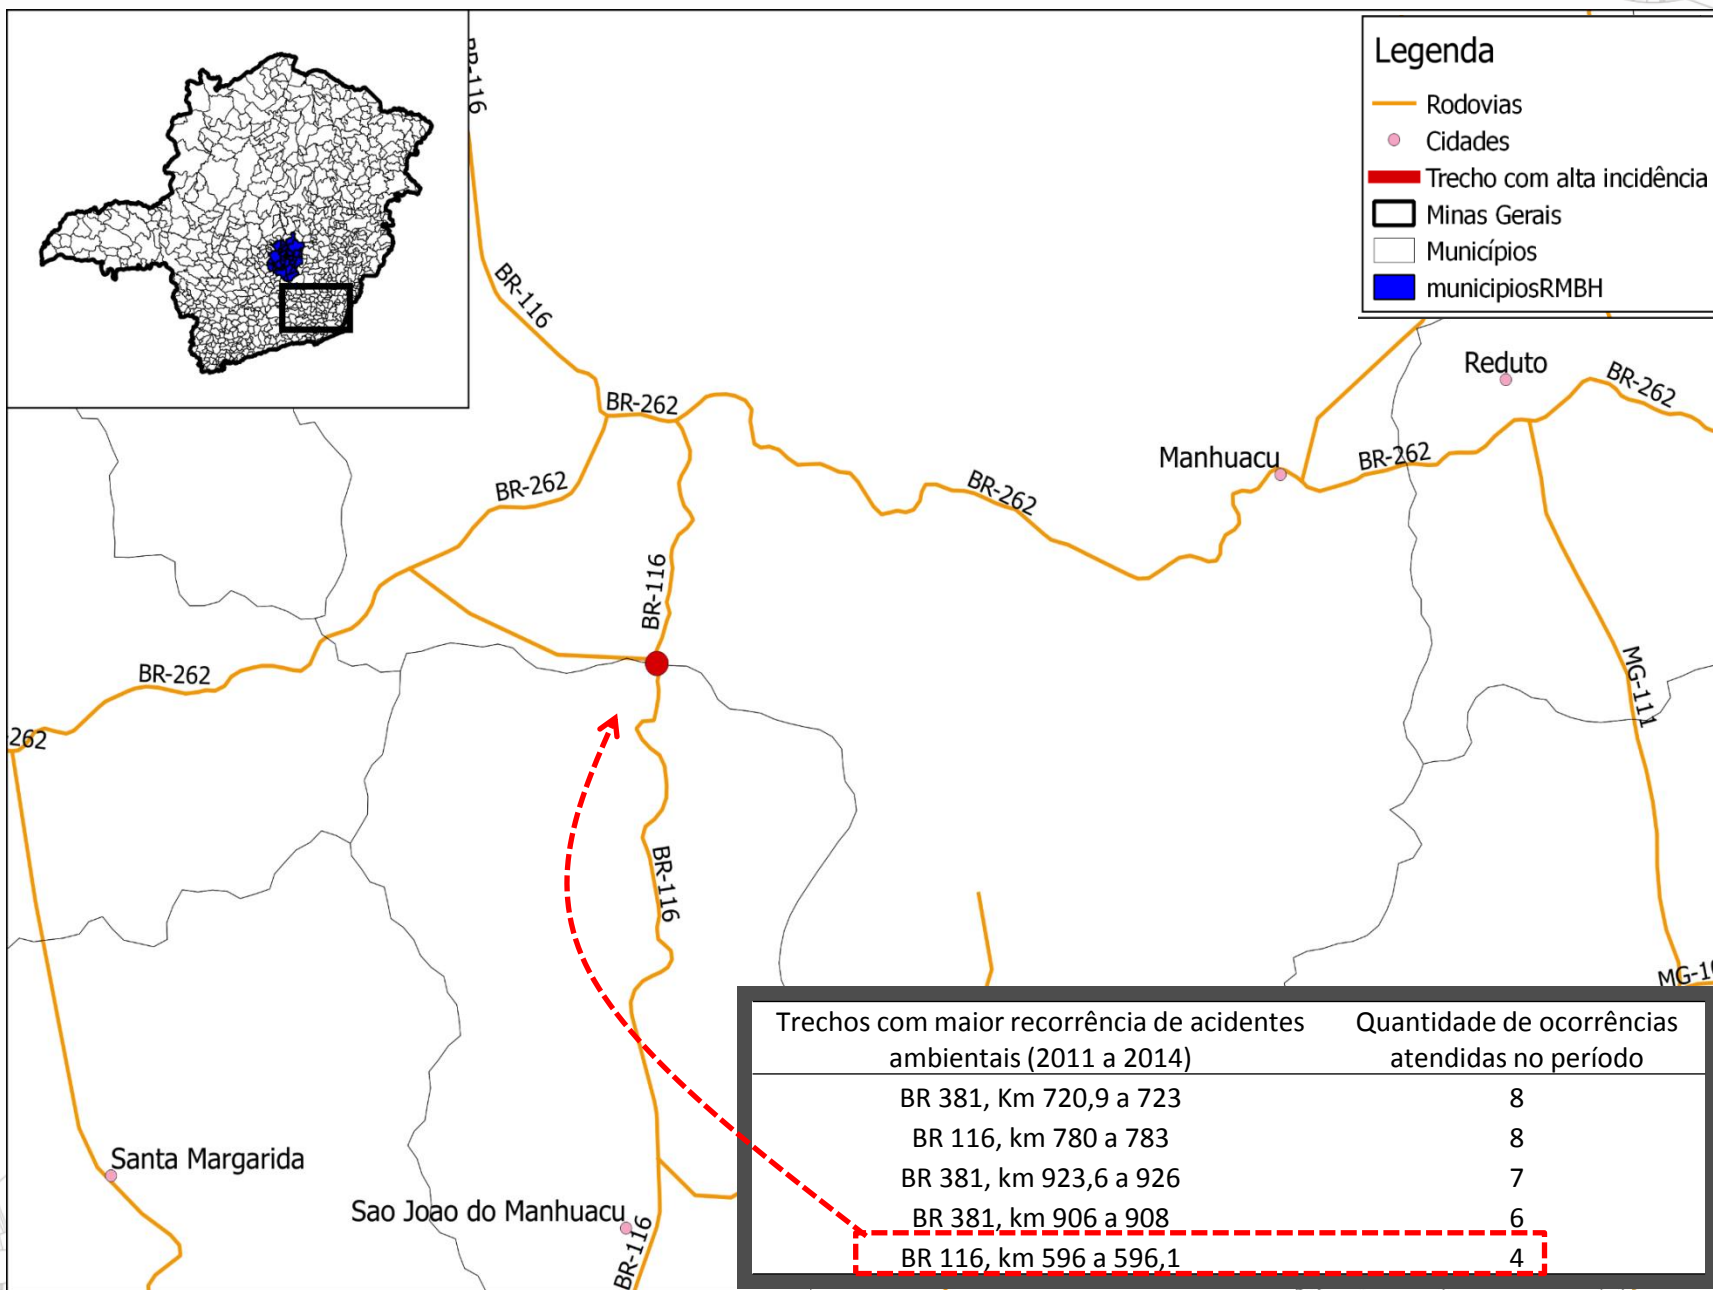 BR-116
Legenda
Rodovias
Cidades
Trecho com alta incidência
Minas Gerais
Municípios
municipiosRMBH
BR-116
Reduto
BR-262
BR-262
Manhuacu
BR-262
BR-262
BR-262
BR-116
BR-262
MG-111
262
BR-116
Santa Margarida
Sao Joao do Manhuacu
BR-116
Trechos com maior recorrência de acidentes
ambientais (2011 a 2014)
Quantidade de ocorrências
atendidas no período
BR 381, Km 720,9 a 723 8
BR 116, km 780 a 783 8
BR 381, km 923,6 a 926 7
BR 381, km 906 a 908 6
BR 116, km 596 a 596,1 4